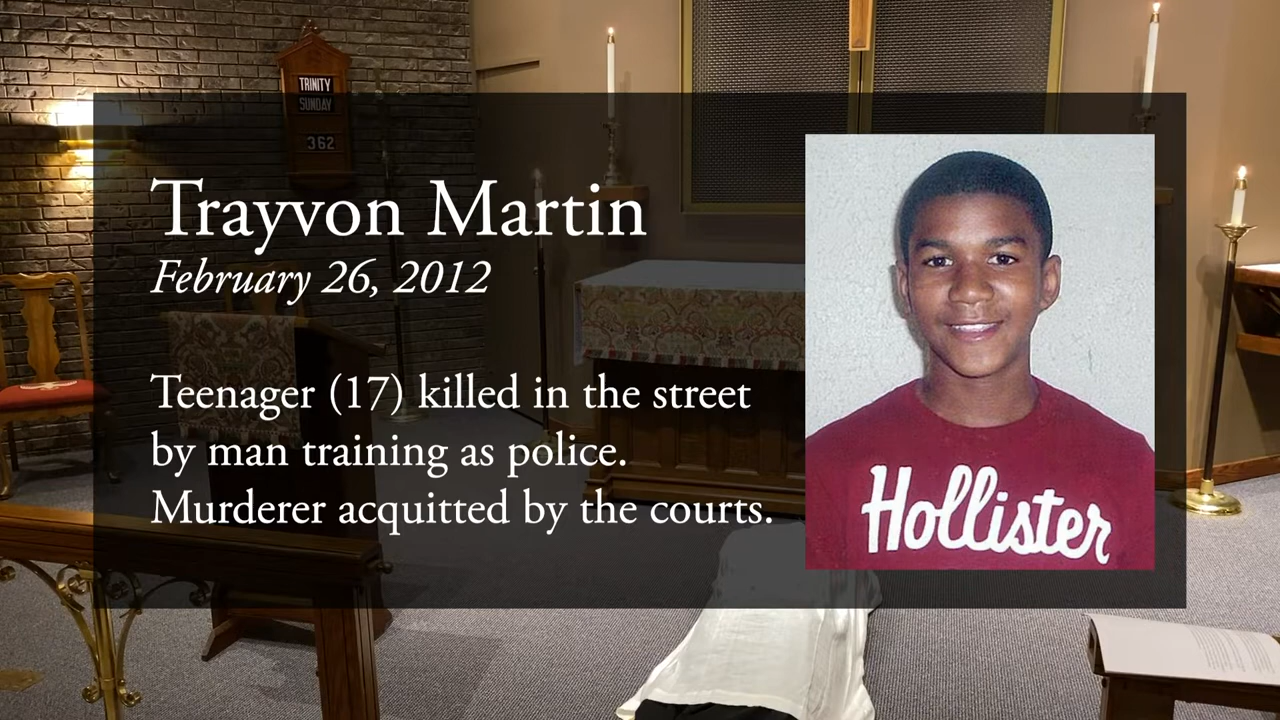 TRINITY
SUNDAY
362
Trayvon Martin
February 26, 2012
Teenager (17) killed in the street
by man training as police.
Murderer acquitted by the courts.
Hollister